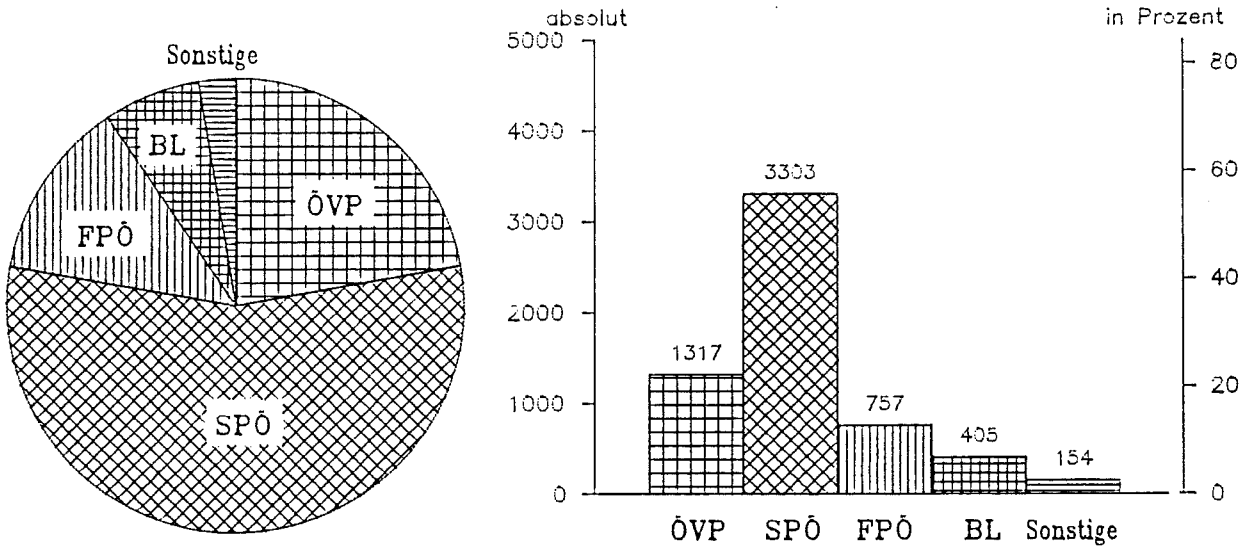 Sonstige
BL
ÖVP
FPÖ
SPÖ
absolut
in Prozent
5000
4000
3000
2000
1000
0
80
60
40
20
0
1317
3303
757
405
154
ÖVP SPÖ FPÖ BL Sonstige